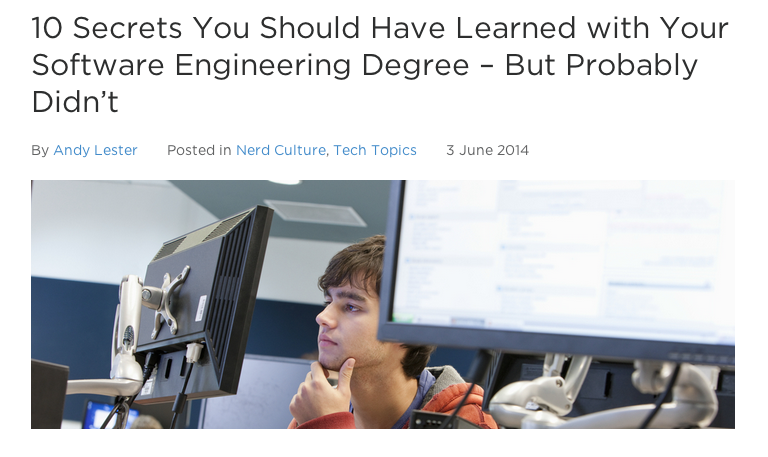 10 Secrets You Should Have Learned with Your
Software Engineering Degree – But Probably
Didn’t
By Andy Lester Posted in Nerd Culture, Tech Topics 3 June 2014